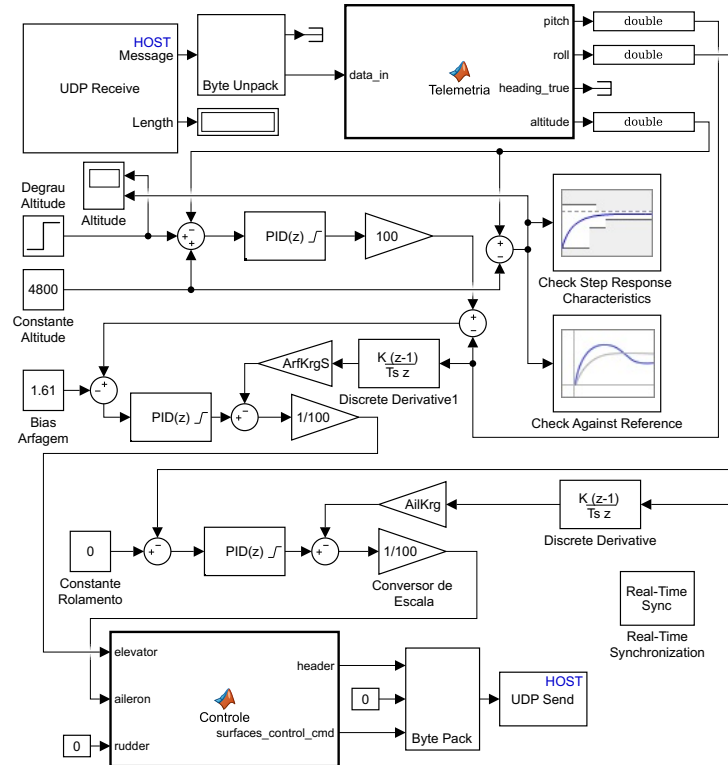 HOST
Message
UDP Receive
Length
Byte Unpack
data_in
Telemetria
pitch
roll
heading_true
altitude
double
double
double
Degrau
Altitude
Altitude
PID(z)
100
4800
Constante
Altitude
Check Step Response
Characteristics
Check Against Reference
ArfKrgS
K (z-1)
Ts z
Discrete Derivative1
1.61
Bias
Arfagem
PID(z)
1/100
AilKrg
K (z-1)
Ts z
Discrete Derivative
0
Constante
Rolamento
PID(z)
1/100
Conversor de
Escala
Real-Time
Sync
Real-Time
Synchronization
elevator
aileron
rudder
0
Controle
header
surfaces_control_cmd
0
Byte Pack
HOST
UDP Send